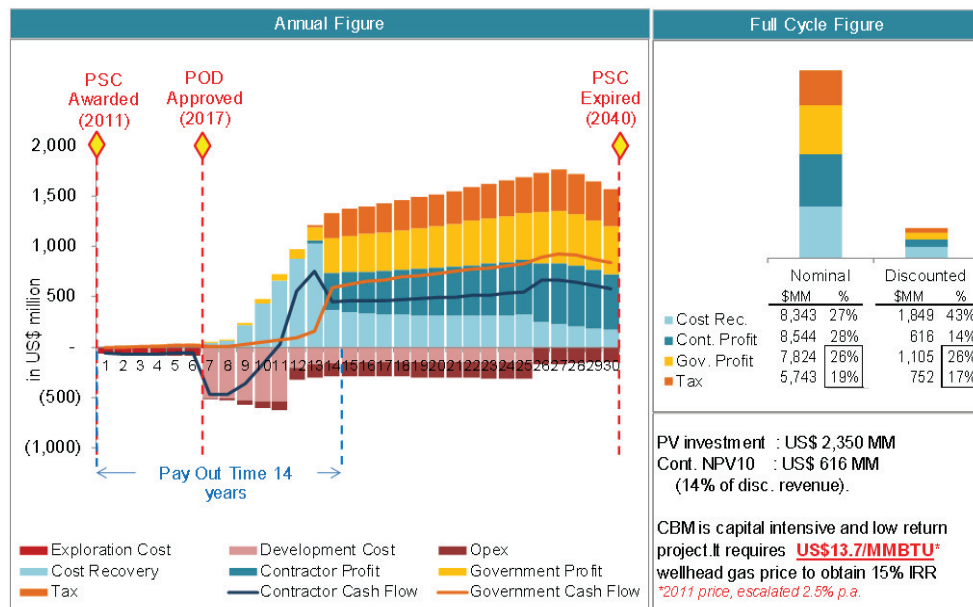 Annual Figure
PSC
Awarded
(2011)
POD
Approved
(2017)
PSC
Expired
(2040)
in US$ million
2,000
1,500
1,000
500
-
(500)
(1,000)
1 2 3 4 5 6 7 8 9 10 11 12 13 14 15 16 17 18 19 20 21 22 23 24 25 26 27 28 29 30
Pay Out Time 14
years
Exploration Cost Development Cost Opex
Cost Recovery Contractor Profit Government Profit
Tax Contractor Cash Flow Government Cash Flow
Full Cycle Figure
Nominal Discounted
$MM % $MM %
Cost Rec. 8,343 27% 1,849 43%
Cont. Profit 8,544 28% 616 14%
Gov. Profit 7,824 26% 1,105 26%
Tax 5,743 19% 752 17%
PV investment : US$ 2,350 MM
Cont. NPV10 : US$ 616 MM
(14% of disc. revenue).
CBM is capital intensive and low return
project.It requires US$13.7/MMBTU*
wellhead gas price to obtain 15% IRR
*2011 price, escalated 2.5% p.a.